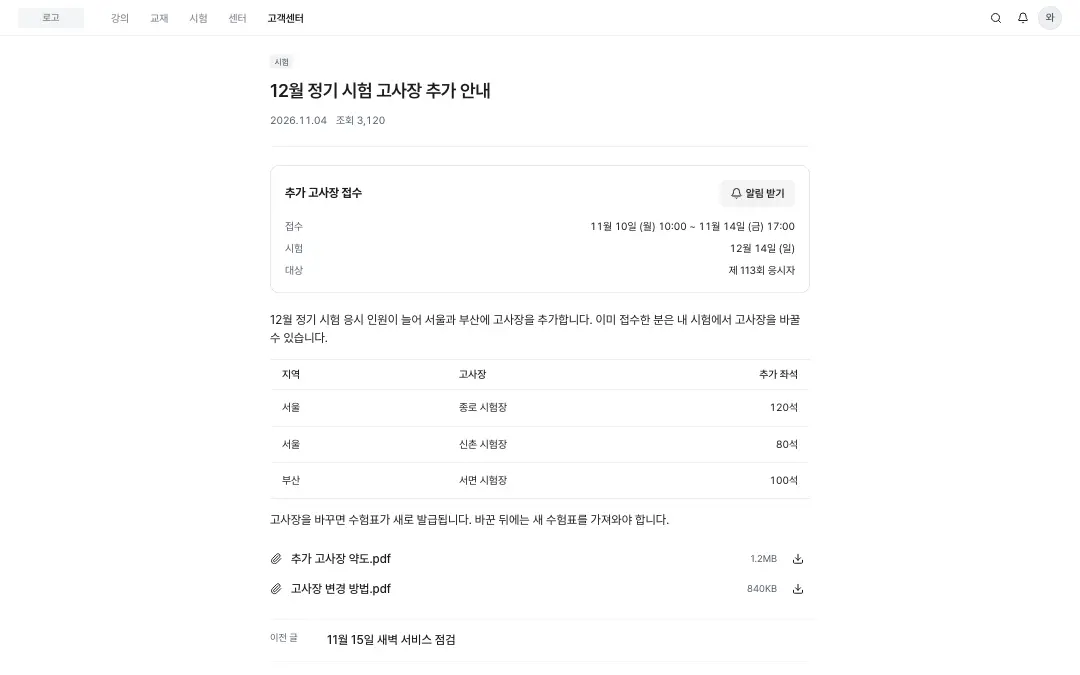 로고 강의 교재 시험 센터 고객센터 와
시험
12월 정기 시험 고사장 추가 안내
2026.11.04 조회 3,120
추가 고사장 접수 알림 받기
접수 11월 10일 (월) 10:00 ~ 11월 14일 (금) 17:00
시험 12월 14일 (일)
대상 제 113회 응시자
12월 정기 시험 응시 인원이 늘어 서울과 부산에 고사장을 추가합니다. 이미 접수한 분은 내 시험에서 고사장을 바꿀
수 있습니다.
지역 고사장 추가 좌석
서울 종로 시험장 120석
서울 신촌 시험장 80석
부산 서면 시험장 100석
고사장을 바꾸면 수험표가 새로 발급됩니다. 바꾼 뒤에는 새 수험표를 가져와야 합니다.
추가 고사장 약도.pdf 1.2MB
고사장 변경 방법.pdf 840KB
이전 글 11월 15일 새벽 서비스 점검